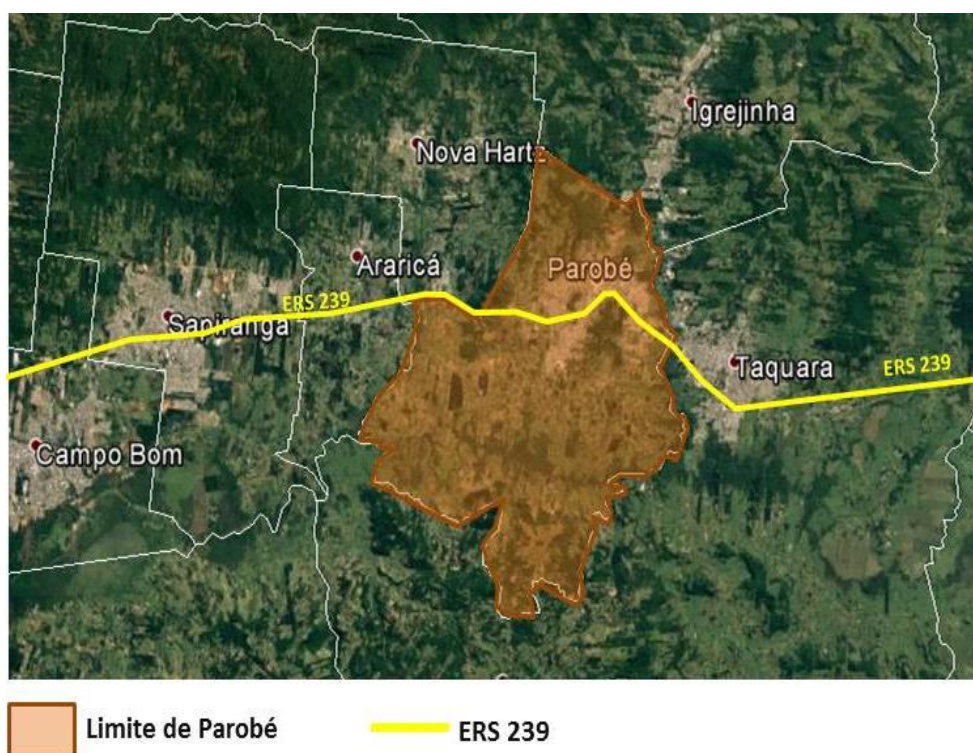 Igrejinha
Nova Hartz
Araricá
Parobé
ERS 239
Sapiranga
Taquara
ERS 239
Campo Bom
Limite de Parobé
ERS 239